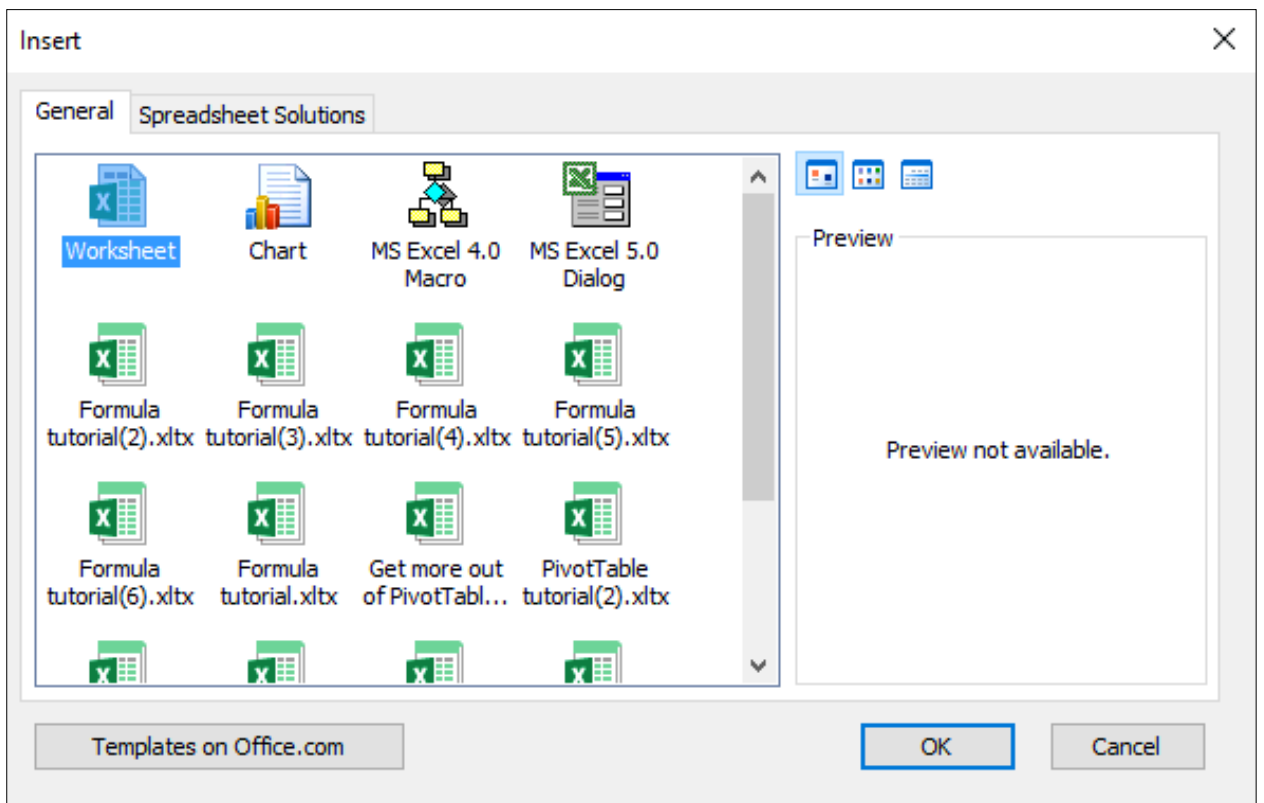 Insert
General
Spreadsheet Solutions
Worksheet
Chart
MS Excel 4.0
Macro
MS Excel 5.0
Dialog
Preview
Formula
tutorial(2).xltx
Formula
tutorial(3).xltx
Formula
tutorial(4).xltx
Formula
tutorial(5).xltx
Preview not available.
Formula
tutorial(6).xltx
Formula
tutorial.xltx
Get more out
of PivotTabl...
PivotTable
tutorial(2).xltx
Templates on Office.com
OK
Cancel